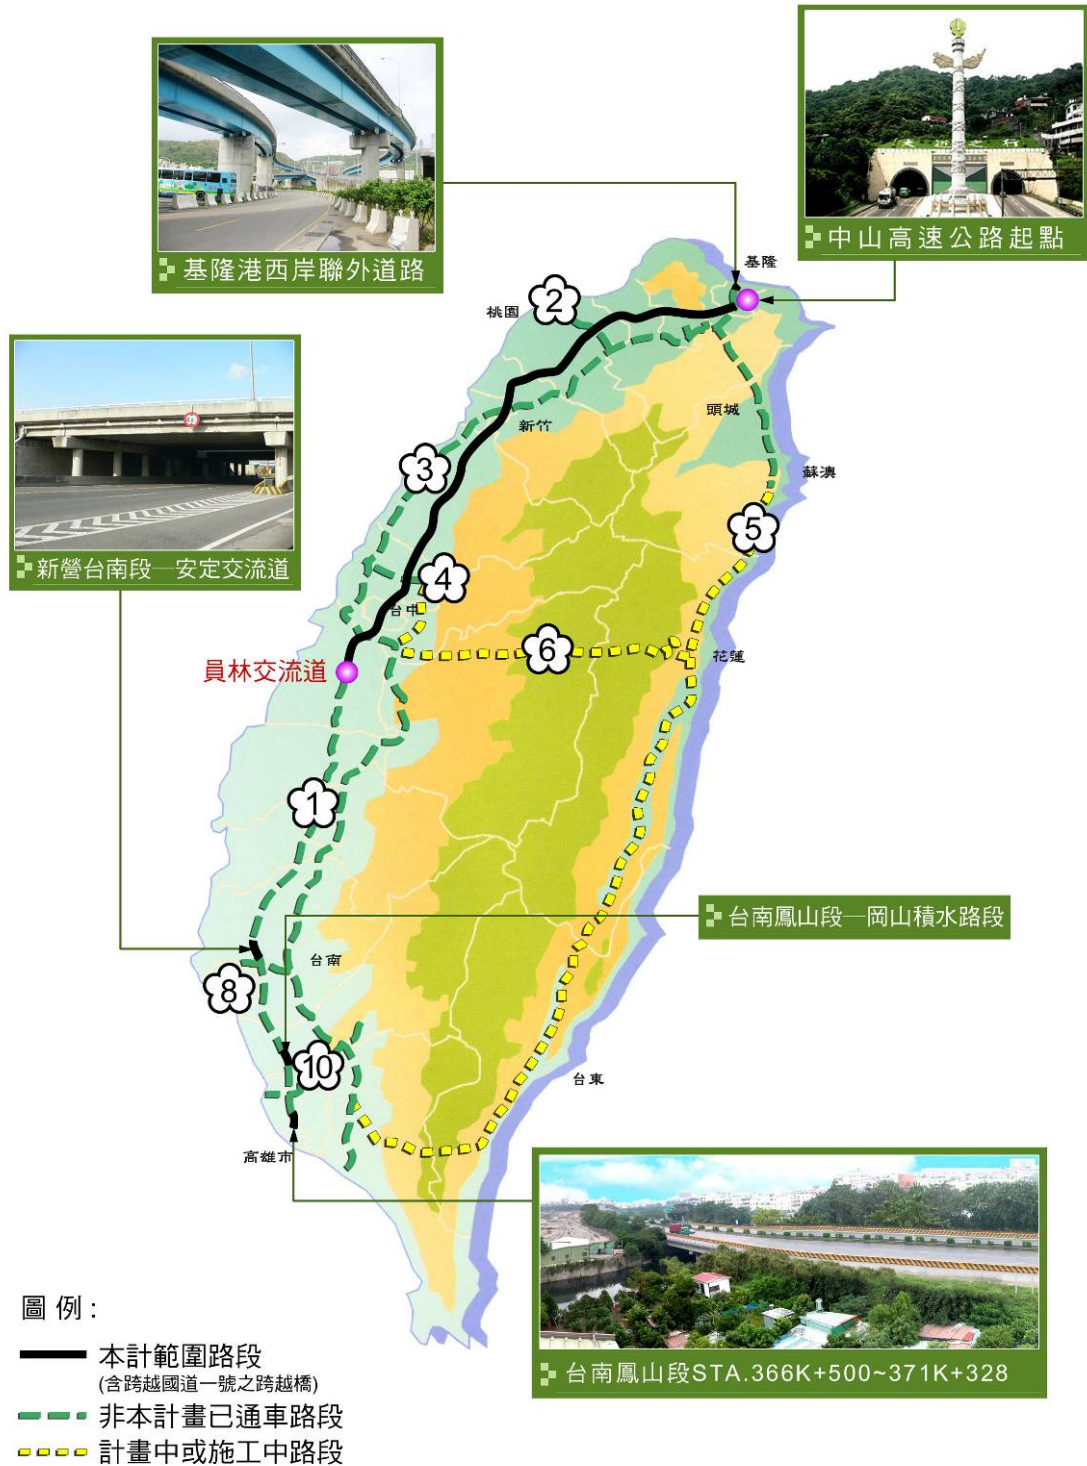 中山高速公路起點
基隆港西岸聯外道路
基隆
2
桃園
頭城
新竹
3
蘇澳
新營台南段—安定交流道
5
4
台中
6
花蓮
員林交流道
1
台南鳳山段—岡山積水路段
台南
8
10
台東
高雄市
台南鳳山段STA.366K+500~371K+328
圖例:
本計範圍路段
(含跨越國道一號之跨越橋)
非本計畫已通車路段
計畫中或施工中路段